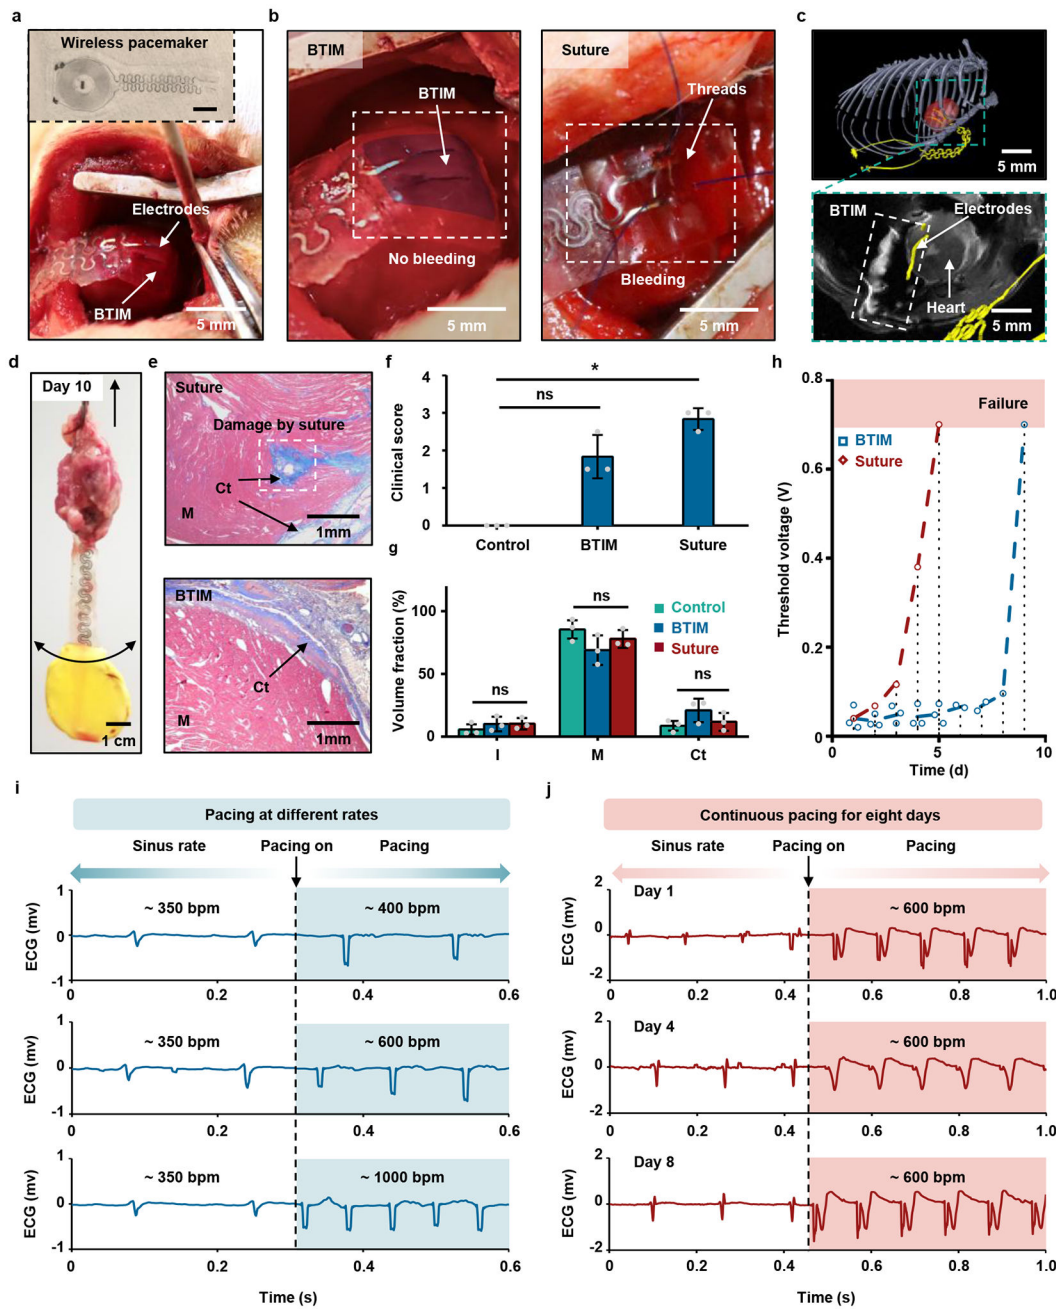 a
Wireless pacemaker
Electrodes
BTIM
5 mm
b
BTIM
BTIM
No bleeding
5 mm
Suture
Threads
Bleeding
5 mm
c
5 mm
BTIM
Electrodes
Heart
5 mm
d
Day 10
1 cm
e
Suture
Damage by suture
Ct
M
1mm
BTIM
Ct
M
1mm
f
Clinical score
4
3
2
1
0
*
ns
Control
BTIM
Suture
g
Volume fraction (%)
100
50
0
ns
ns
ns
Control
BTIM
Suture
I
M
Ct
h
Threshold voltage (V)
0.8
0.6
0.4
0.2
0
Failure
BTIM
Suture
0
5
10
Time (d)
i
Pacing at different rates
Sinus rate
Pacing on
Pacing
ECG (mv)
1
0
-1
~ 350 bpm
~ 400 bpm
0
0.2
0.4
0.6
ECG (mv)
1
0
-1
~ 350 bpm
~ 600 bpm
0
0.2
0.4
0.6
ECG (mv)
1
0
-1
~ 350 bpm
~ 1000 bpm
0
0.2
0.4
0.6
Time (s)
j
Continuous pacing for eight days
Sinus rate
Pacing on
Pacing
ECG (mv)
2
0
-2
Day 1
~ 600 bpm
0
0.2
0.4
0.6
0.8
1.0
ECG (mv)
2
0
-2
Day 4
~ 600 bpm
0
0.2
0.4
0.6
0.8
1.0
ECG (mv)
2
0
-2
Day 8
~ 600 bpm
0
0.2
0.4
0.6
0.8
1.0
Time (s)